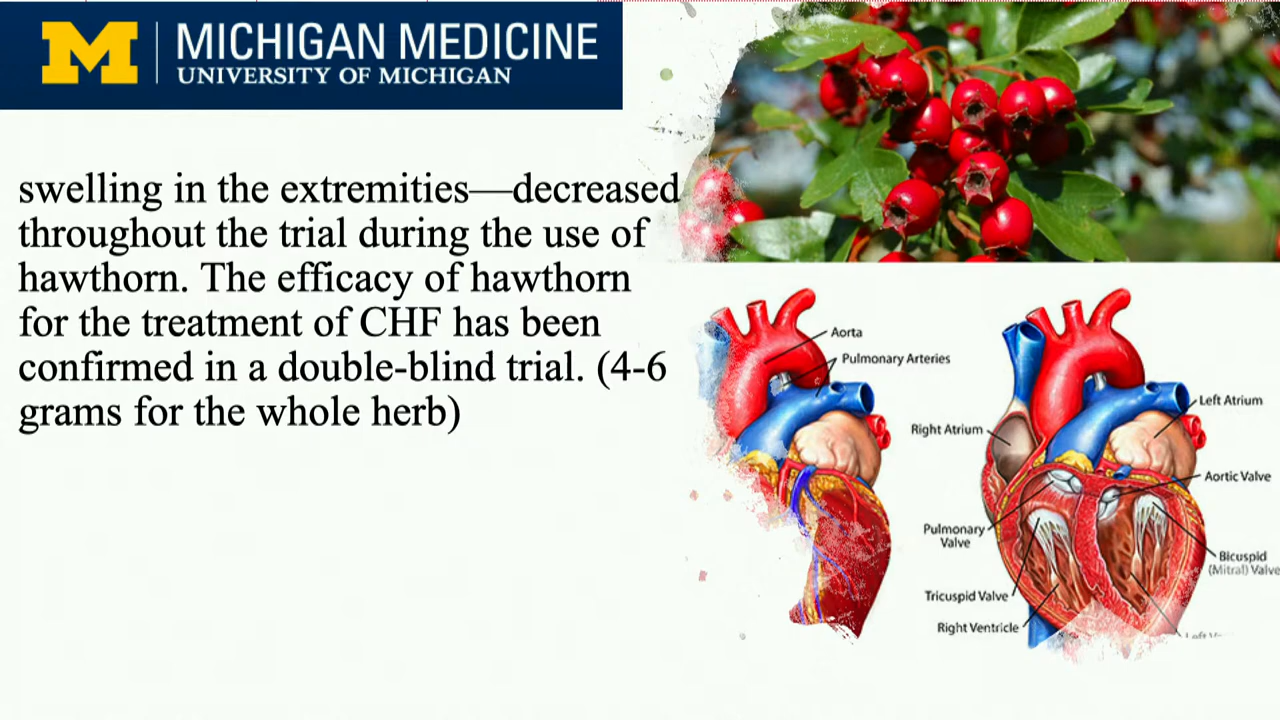 MICHIGAN MEDICINE
UNIVERSITY OF MICHIGAN
swelling in the extremities—decreased
throughout the trial during the use of
hawthorn. The efficacy of hawthorn
for the treatment of CHF has been
confirmed in a double-blind trial. (4-6
grams for the whole herb)
Aorta
Pulmonary Arteries
Left Atrium
Right Atrium
Aortic Valve
Pulmonary
Valve
Bicuspid
(Mitral) Valve
Tricuspid Valve
Right Ventricle